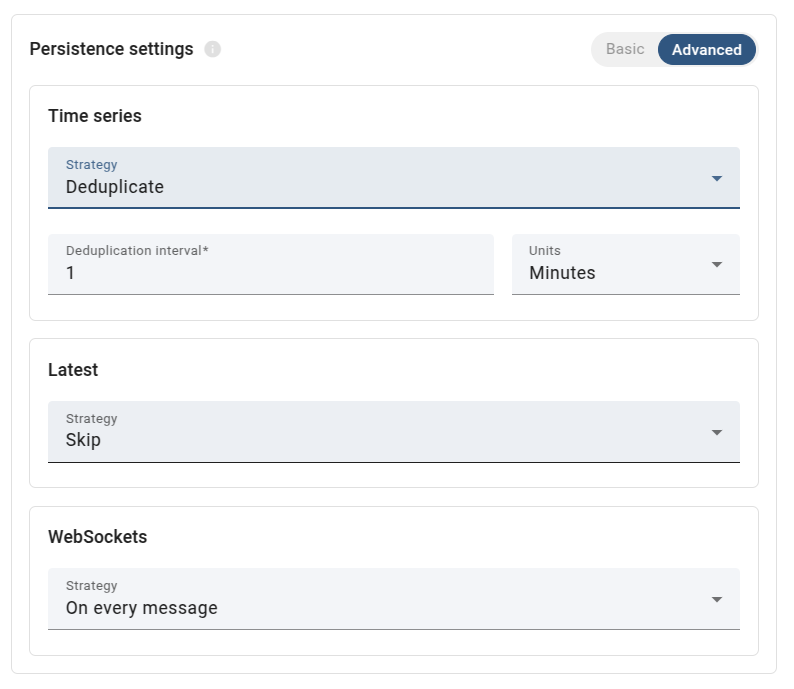 Persistence settings
Basic
Advanced
Time series
Strategy
Deduplicate
Deduplication interval*
Units
1
Minutes
Latest
Strategy
Skip
WebSockets
Strategy
On every message